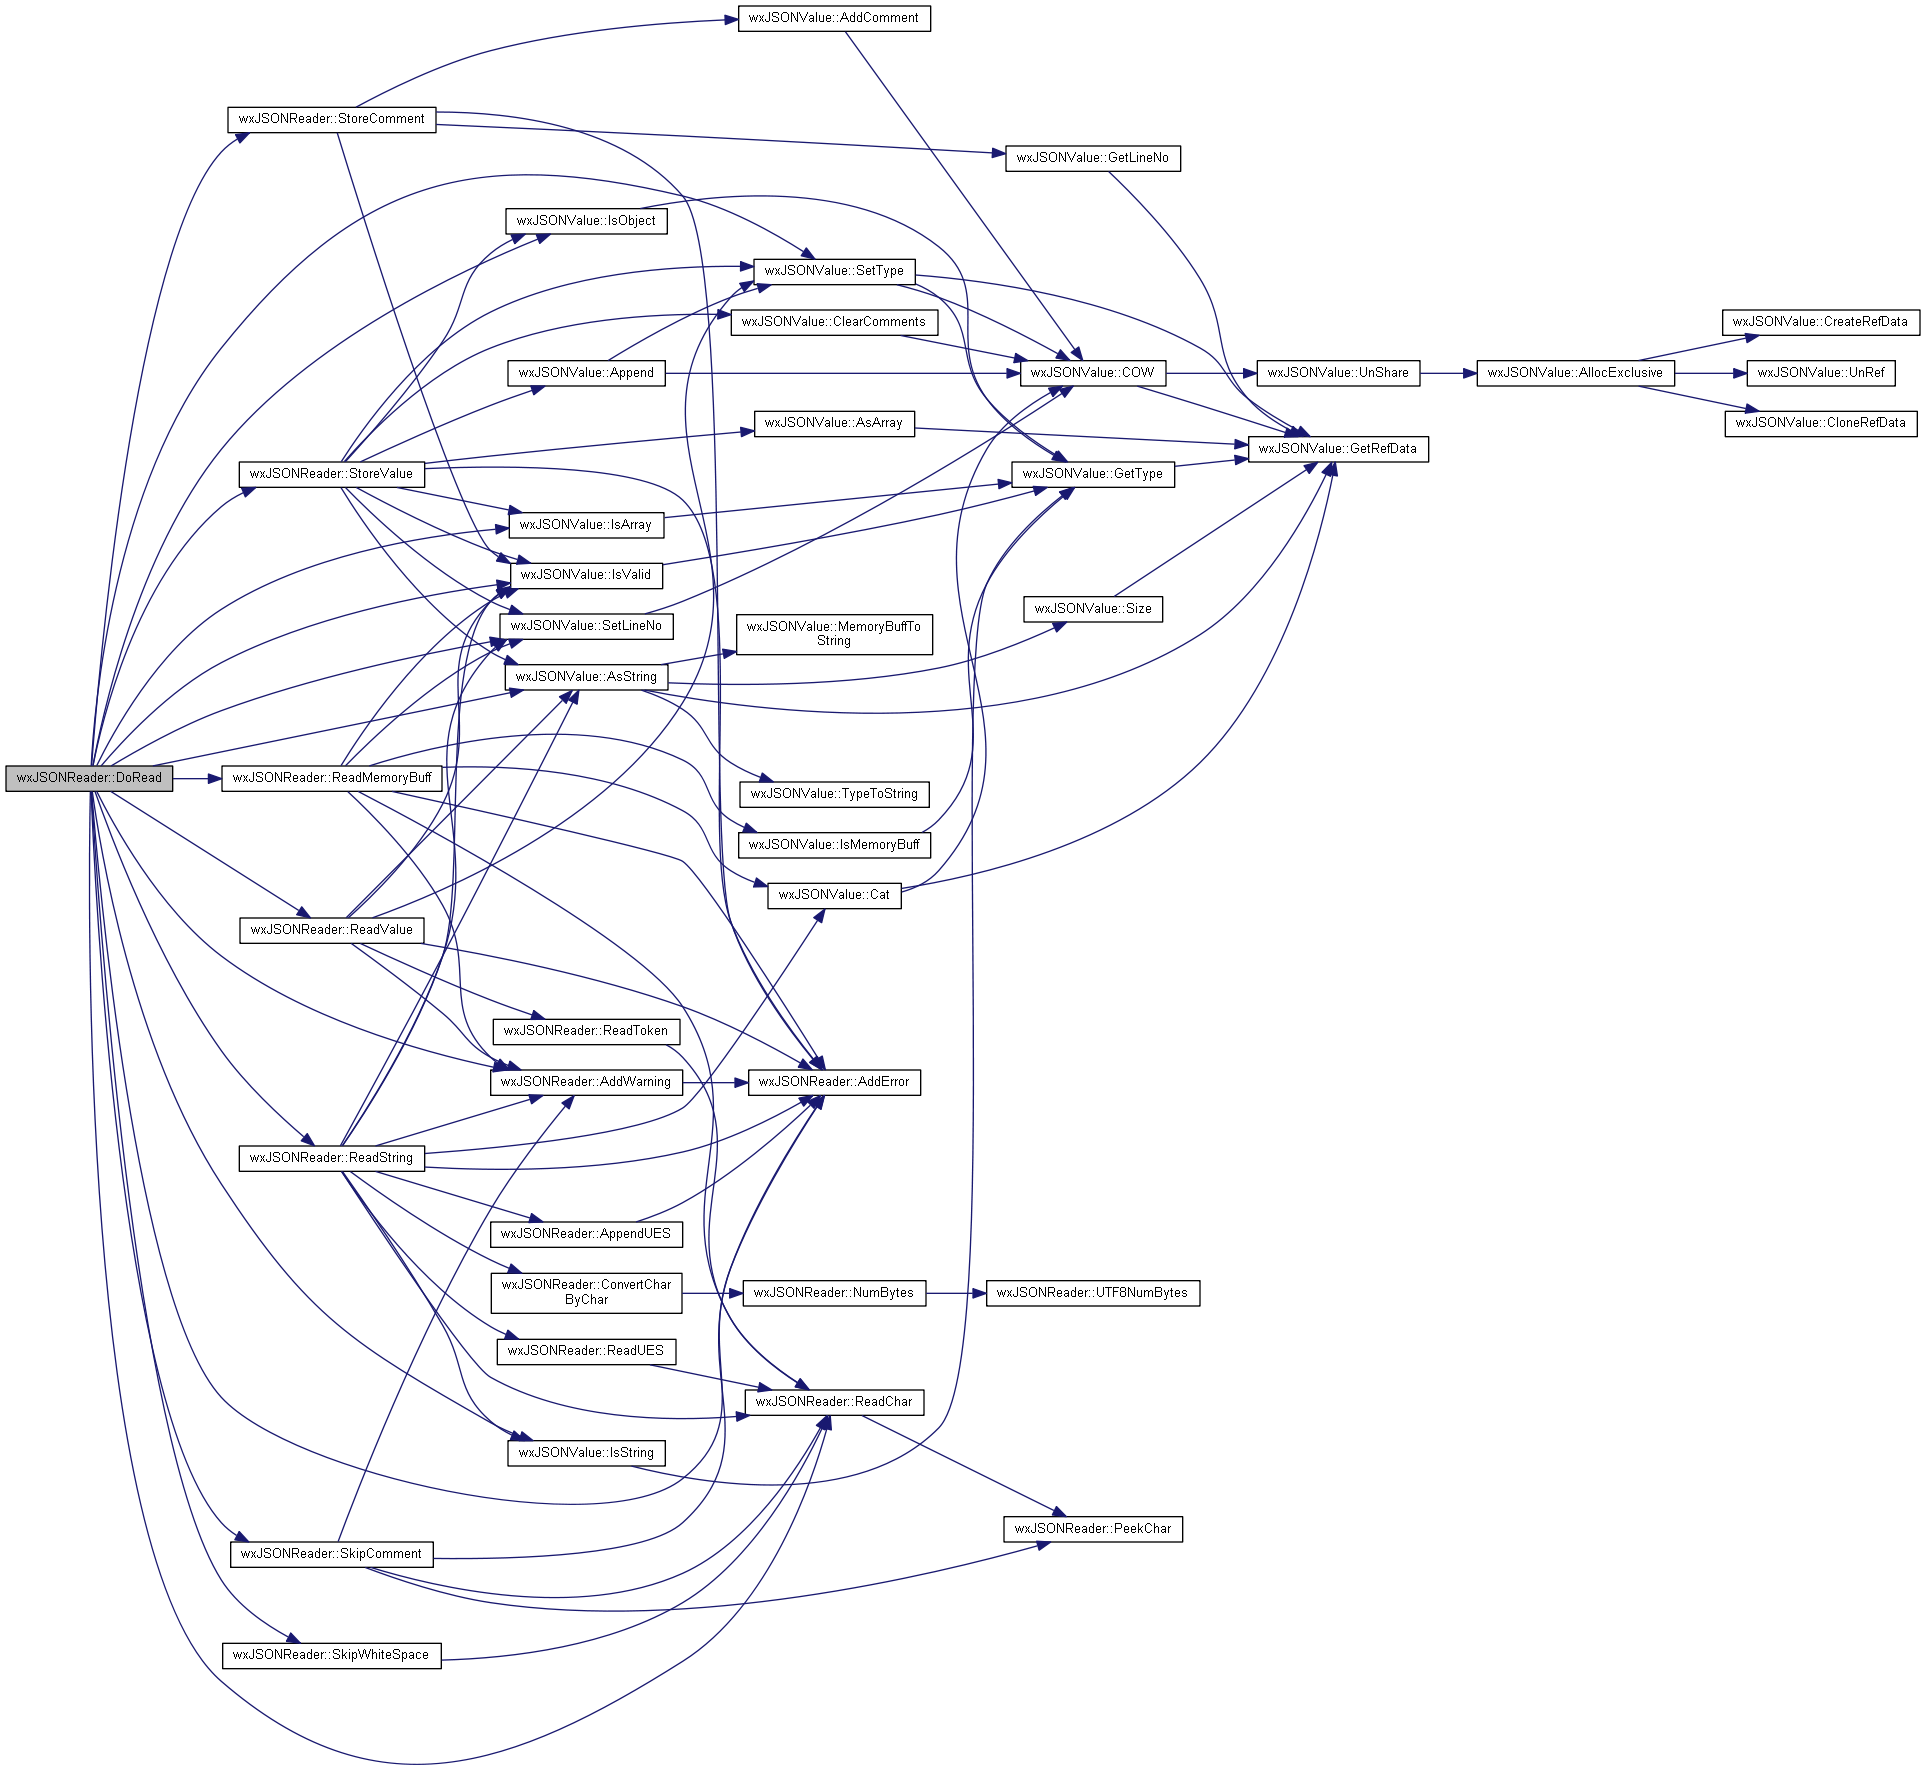 wxJSONValue::AddComment
wxJSONReader::StoreComment
wxJSONValue::GetLineNo
wxJSONValue::IsObject
wxJSONValue::SetType
wxJSONValue::ClearComments
wxJSONValue::CreateRefData
wxJSONValue::Append
wxJSONValue::COW
wxJSONValue::UnShare
wxJSONValue::AllocExclusive
wxJSONValue::UnRef
wxJSONValue::AsArray
wxJSONValue::CloneRefData
wxJSONValue::GetRefData
wxJSONReader::StoreValue
wxJSONValue::GetType
wxJSONValue::IsArray
wxJSONValue::IsValid
wxJSONValue::Size
wxJSONValue::SetLineNo
wxJSONValue::MemoryBuffTo
String
wxJSONValue::AsString
wxJSONReader::DoRead
wxJSONReader::ReadMemoryBuff
wxJSONValue::TypeToString
wxJSONValue::IsMemoryBuff
wxJSONValue::Cat
wxJSONReader::ReadValue
wxJSONReader::ReadToken
wxJSONReader::AddWarning
wxJSONReader::AddError
wxJSONReader::ReadString
wxJSONReader::AppendUES
wxJSONReader::ConvertChar
ByChar
wxJSONReader::NumBytes
wxJSONReader::UTF8NumBytes
wxJSONReader::ReadUES
wxJSONReader::ReadChar
wxJSONValue::IsString
wxJSONReader::PeekChar
wxJSONReader::SkipComment
wxJSONReader::SkipWhiteSpace